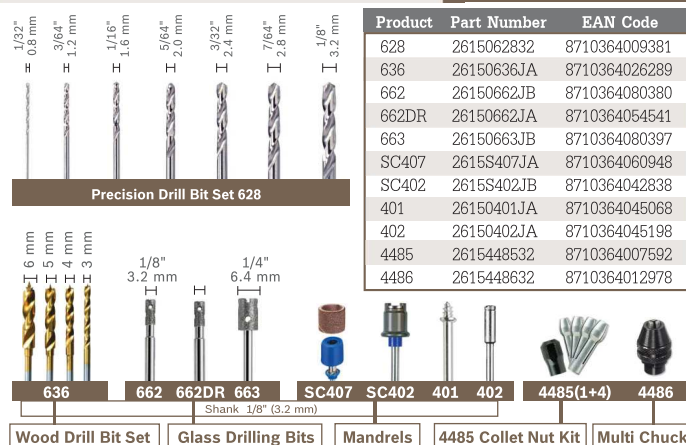 1/32"
0.8 mm
3/64"
1.2 mm
1/16"
1.6 mm
5/64"
2.0 mm
3/32"
2.4 mm
7/64"
2.8 mm
1/8"
3.2 mm
Precision Drill Bit Set 628
Product Part Number EAN Code
628 2615062832 8710364009381
636 26150636JA 8710364026289
662 26150662JB 8710364080380
662DR 26150662JA 8710364054541
663 26150663JB 8710364080397
SC407 2615S407JA 8710364060948
SC402 2615S402JB 8710364042838
401 26150401JA 8710364045068
402 26150402JA 8710364045198
4485 2615448532 8710364007592
4486 2615448632 8710364012978
6 mm
5 mm
4 mm
3 mm
1/8"
3.2 mm
1/4"
6.4 mm
636 662 662DR 663 SC407 SC402 401 402 4485(1+4) 4486
Shank 1/8" (3.2 mm)
Wood Drill Bit Set Glass Drilling Bits Mandrels 4485 Collet Nut Kit Multi Chuck